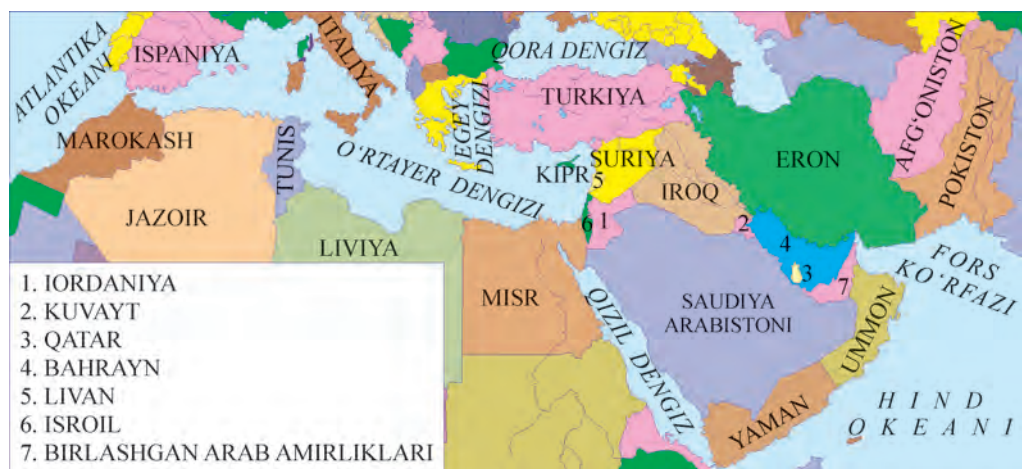 ATLANTIKA
OKEANI
ISPANIYA
ITALIYA
QORA DENGIZ
TURKIYA
EGEY
DENGIZI
AFG‘ONISTON
POKISTON
MAROKASH
TUNIS
O‘RTAYER DENGIZI
KIPR
SURIYA
5
IROQ
ERON
JAZOIR
LIVIYA
MISR
6
1
2
4
3
7
FORS
KO‘RFAZI
QIZIL DENGIZ
SAUDIYA
ARABISTONI
UMMON
YAMAN
HIND
OKEANI
1. IORDANIYA
2. KUVAYT
3. QATAR
4. BAHRAYN
5. LIVAN
6. ISROIL
7. BIRLASHGAN ARAB AMIRLIKLARI